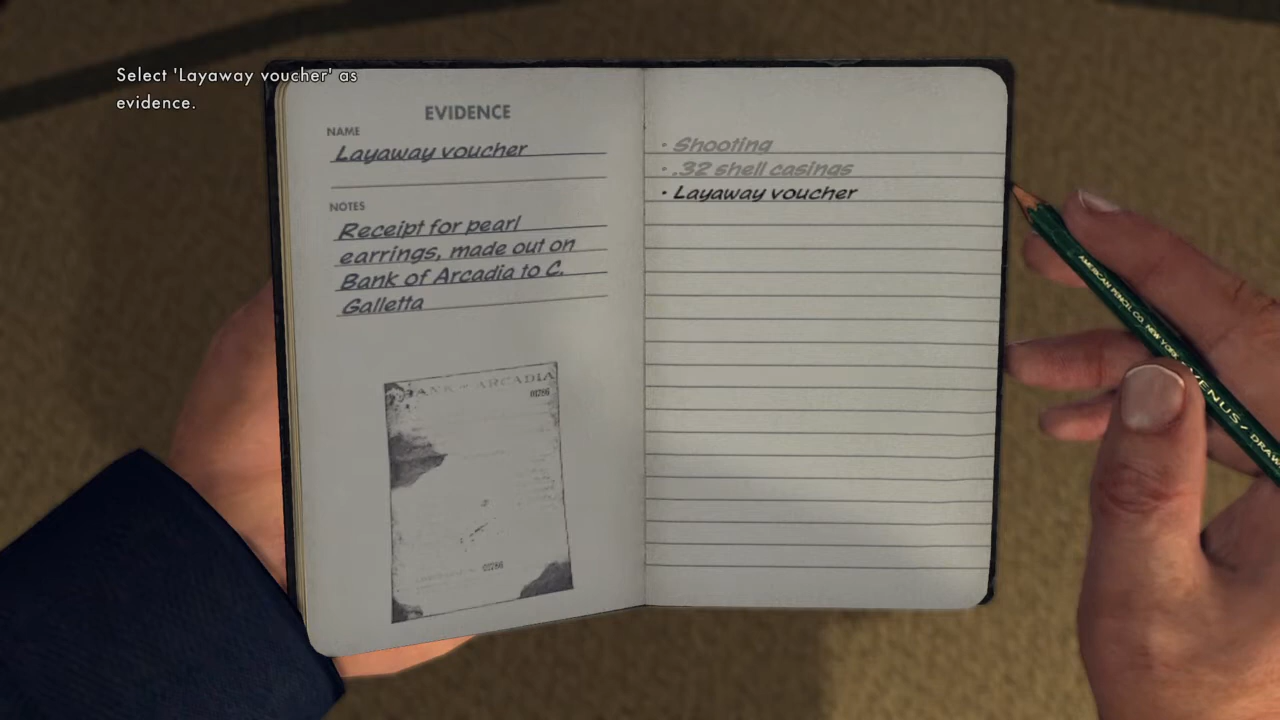 Select 'Layaway voucher' as
evidence.
EVIDENCE
NAME
Layaway voucher
NOTES
Receipt for pearl
earrings, made out on
Bank of Arcadia to C.
Galletta
BANK OF ARCADIA
01786
01786
· Shooting
· .32 shell casings
· Layaway voucher
AMERICAN PENCIL CO. NEW YORK VENUS/DRAW